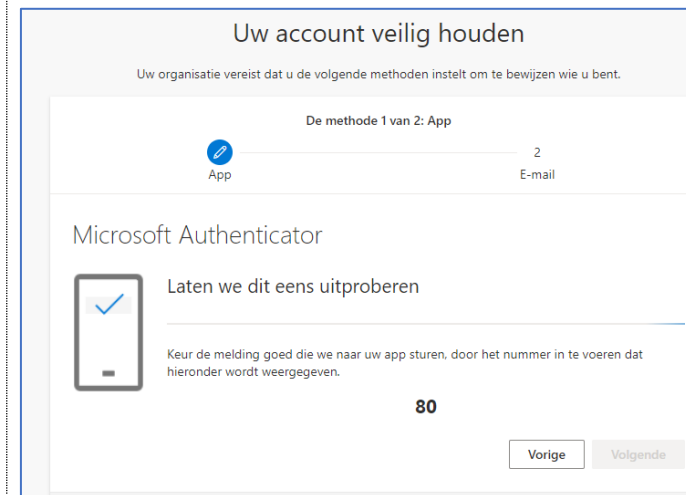 Uw account veilig houden
Uw organisatie vereist dat u de volgende methoden instelt om te bewijzen wie u bent.
De methode 1 van 2: App
App
2
E-mail
Microsoft Authenticator
Laten we dit eens uitproberen
Keur de melding goed die we naar uw app sturen, door het nummer in te voeren dat
hieronder wordt weergegeven.
80
Vorige
Volgende